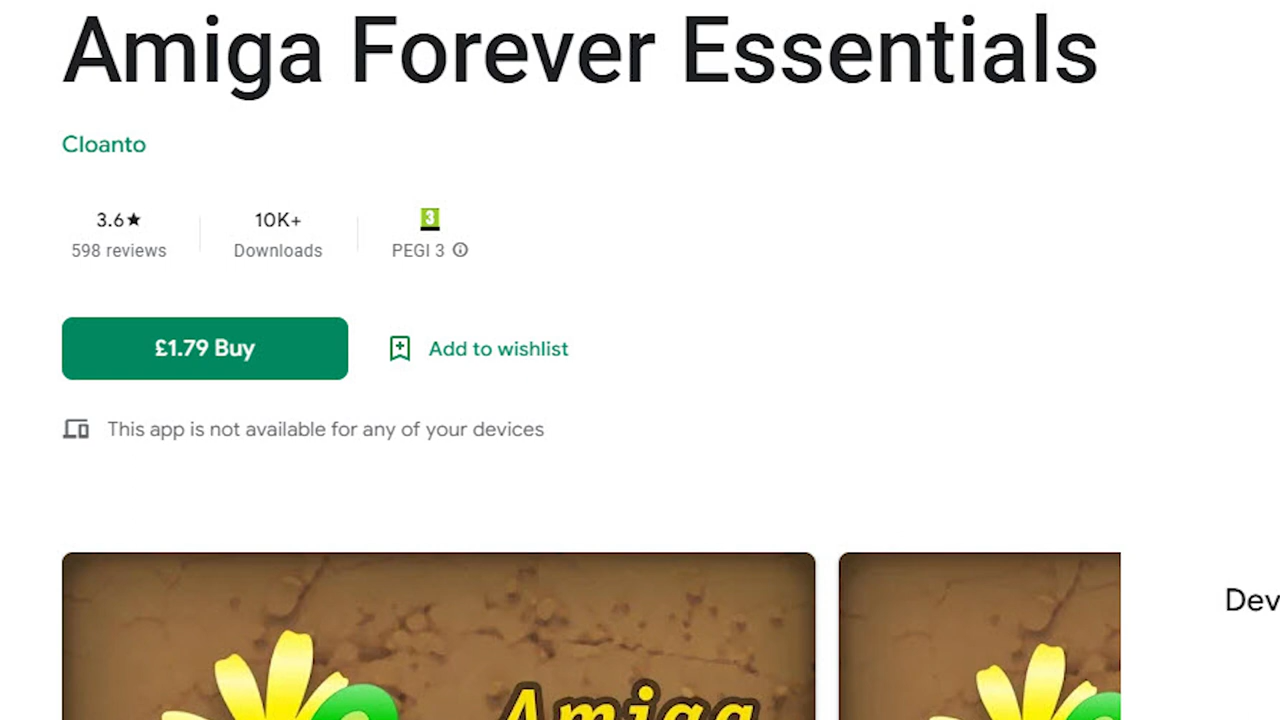 Amiga Forever Essentials
Cloanto
3.6★
598 reviews
10K+
Downloads
3
PEGI 3
£1.79 Buy
Add to wishlist
This app is not available for any of your devices
Dev
Amiga